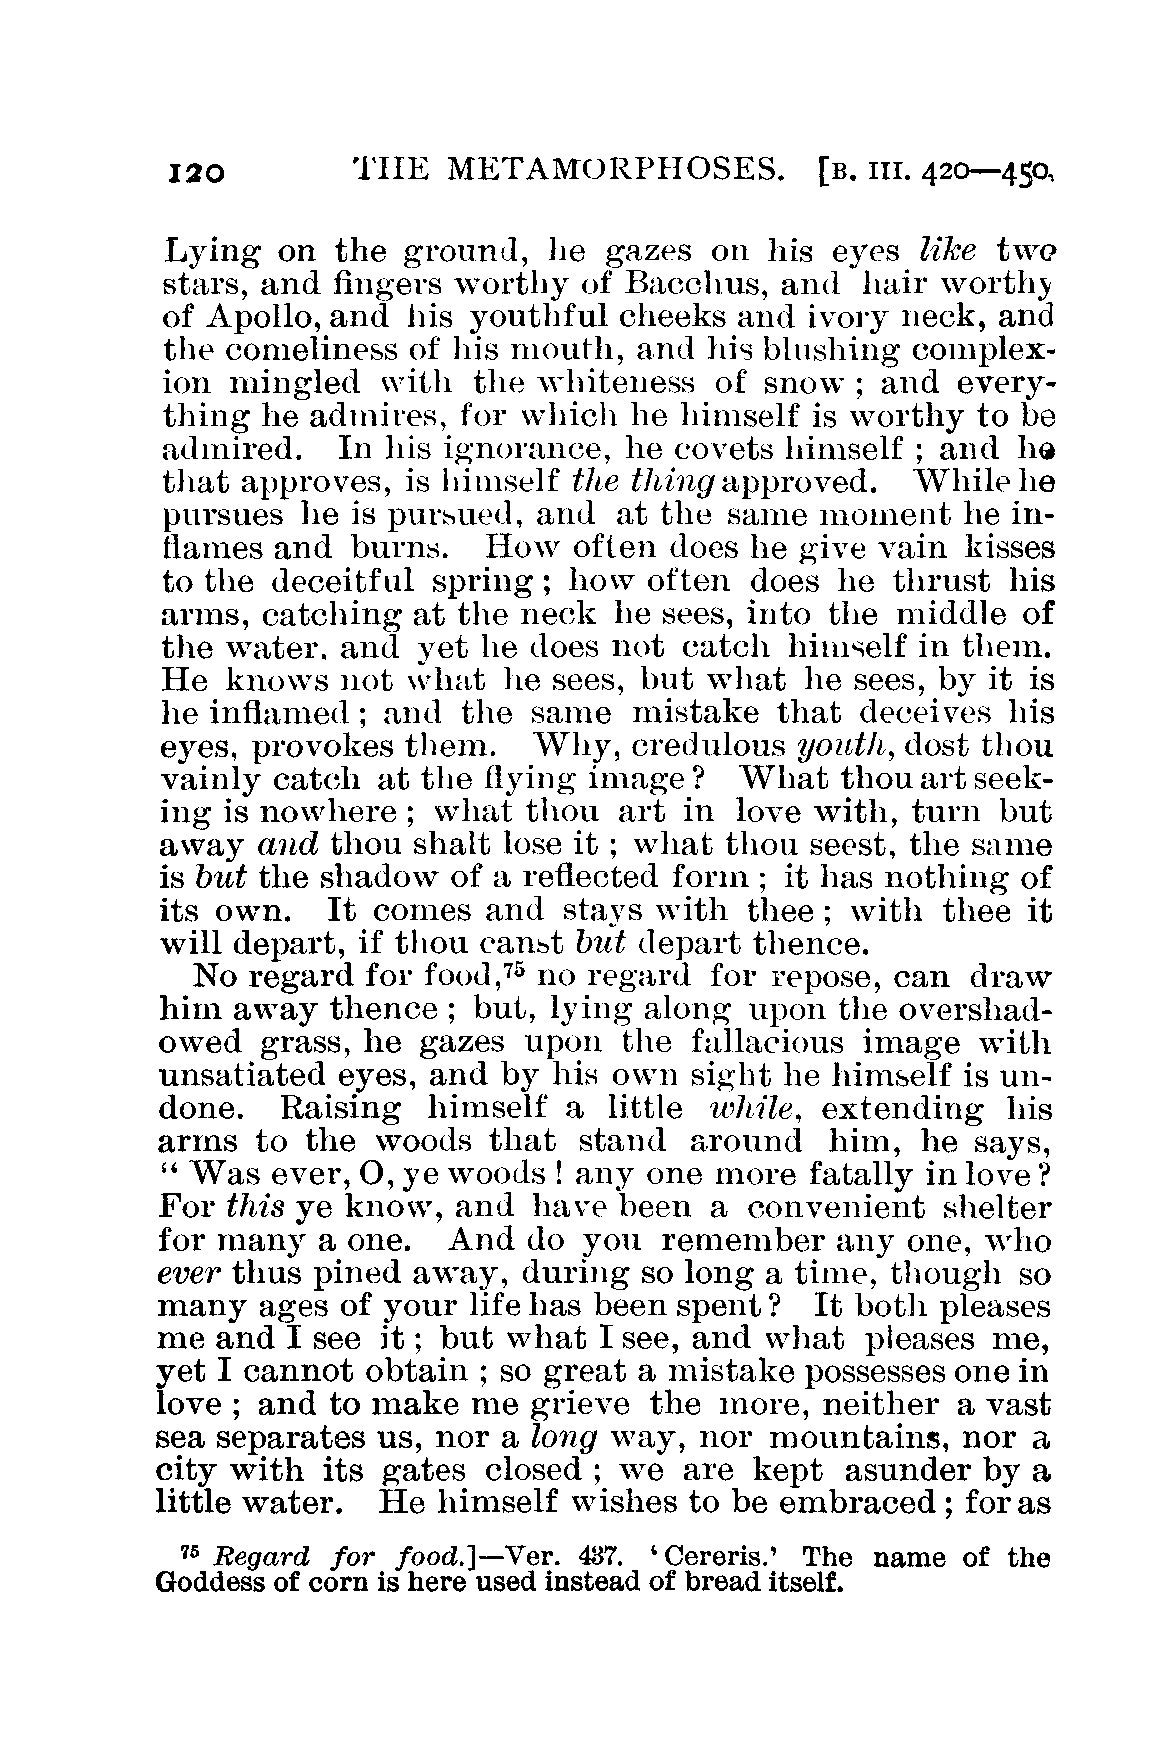 120 THE METAMORPHOSES. [B. III. 420—450.
Lying on the ground, he gazes on his eyes like two
stars, and fingers worthy of Bacchus, and hair worthy
of Apollo, and his youthful cheeks and ivory neck, and
the comeliness of his mouth, and his blushing complex-
ion mingled with the whiteness of snow ; and every-
thing he admires, for which he himself is worthy to be
admired. In his ignorance, he covets himself ; and he
that approves, is himself the thing approved. While he
pursues he is pursued, and at the same moment he in-
flames and burns. How often does he give vain kisses
to the deceitful spring ; how often does he thrust his
arms, catching at the neck he sees, into the middle of
the water, and yet he does not catch himself in them.
He knows not what he sees, but what he sees, by it is
he inflamed ; and the same mistake that deceives his
eyes, provokes them. Why, credulous youth, dost thou
vainly catch at the flying image ? What thou art seek-
ing is nowhere ; what thou art in love with, turn but
away and thou shalt lose it ; what thou seest, the same
is but the shadow of a reflected form ; it has nothing of
its own. It comes and stays with thee ; with thee it
will depart, if thou canst but depart thence.
No regard for food,⁷⁵ no regard for repose, can draw
him away thence ; but, lying along upon the overshad-
owed grass, he gazes upon the fallacious image with
unsatiated eyes, and by his own sight he himself is un-
done. Raising himself a little while, extending his
arms to the woods that stand around him, he says,
“ Was ever, O, ye woods ! any one more fatally in love ?
For this ye know, and have been a convenient shelter
for many a one. And do you remember any one, who
ever thus pined away, during so long a time, though so
many ages of your life has been spent ? It both pleases
me and I see it ; but what I see, and what pleases me,
yet I cannot obtain ; so great a mistake possesses one in
love ; and to make me grieve the more, neither a vast
sea separates us, nor a long way, nor mountains, nor a
city with its gates closed ; we are kept asunder by a
little water. He himself wishes to be embraced ; for as
⁷⁵ Regard for food.]—Ver. 437. ‘ Cereris.’ The name of the
Goddess of corn is here used instead of bread itself.